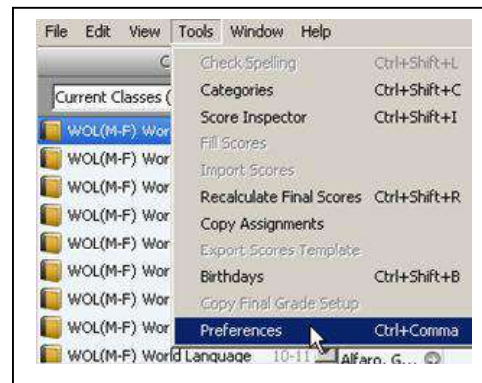 File Edit View Tools Window Help
Check Spelling Ctrl+Shift+L
Current Classes ( Categories Ctrl+Shift+C
WOL(M-F) Wor Score Inspector Ctrl+Shift+I
Fill Scores
WOL(M-F) Wor Import Scores
WOL(M-F) Wor Recalculate Final Scores Ctrl+Shift+R
WOL(M-F) Wor Copy Assignments
WOL(M-F) Wor Export Scores Template
WOL(M-F) Wor Birthdays Ctrl+Shift+B
WOL(M-F) Wor Copy Final Grade Setup
WOL(M-F) Wor Preferences Ctrl+Comma
WOL(M-F) World Language 10-11 Alfaro, G...